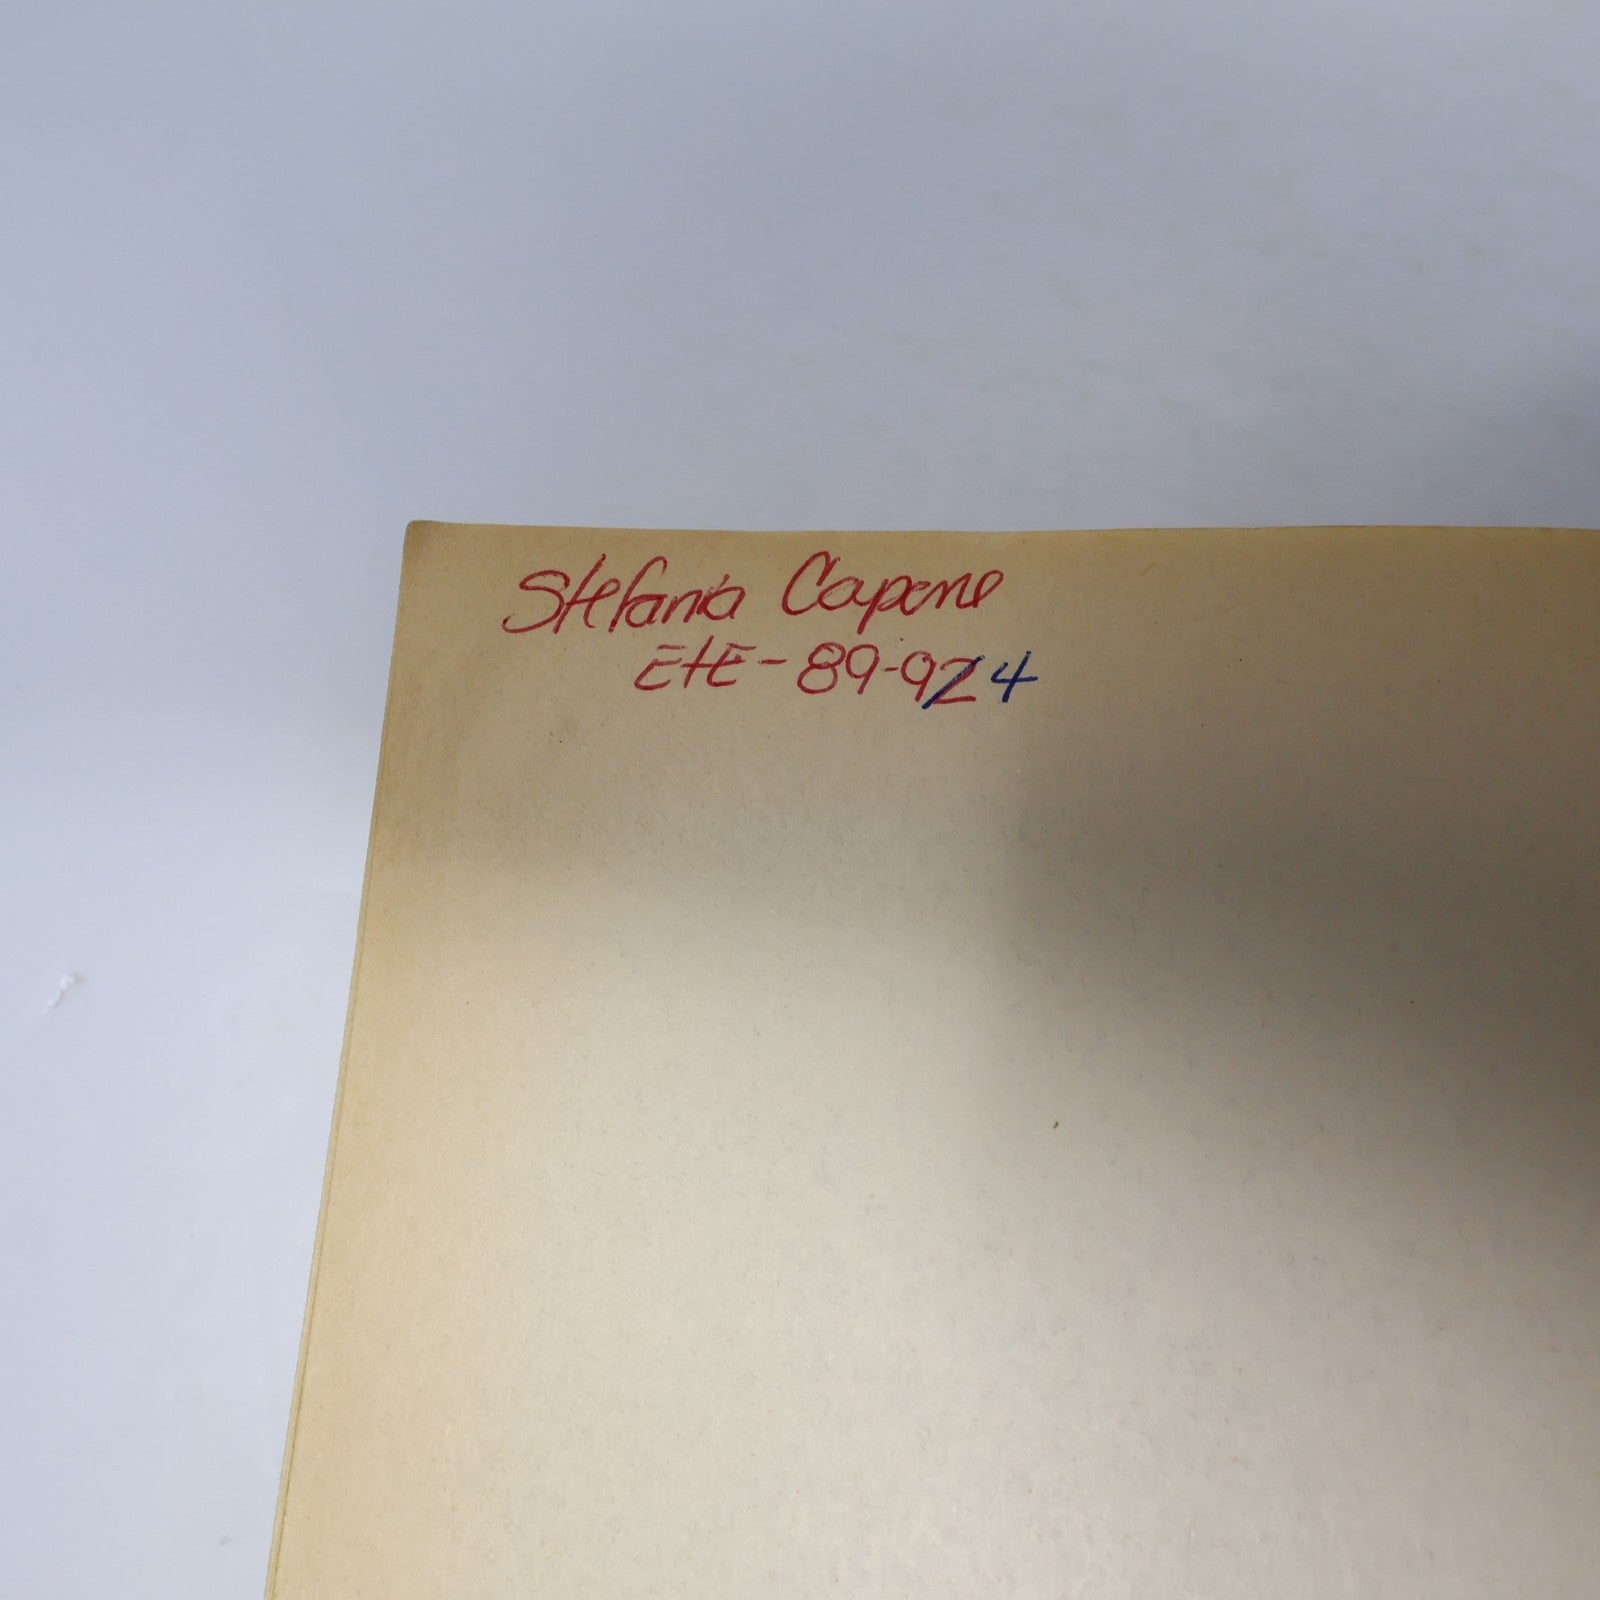 Stefania Capone
EtE - 89-924